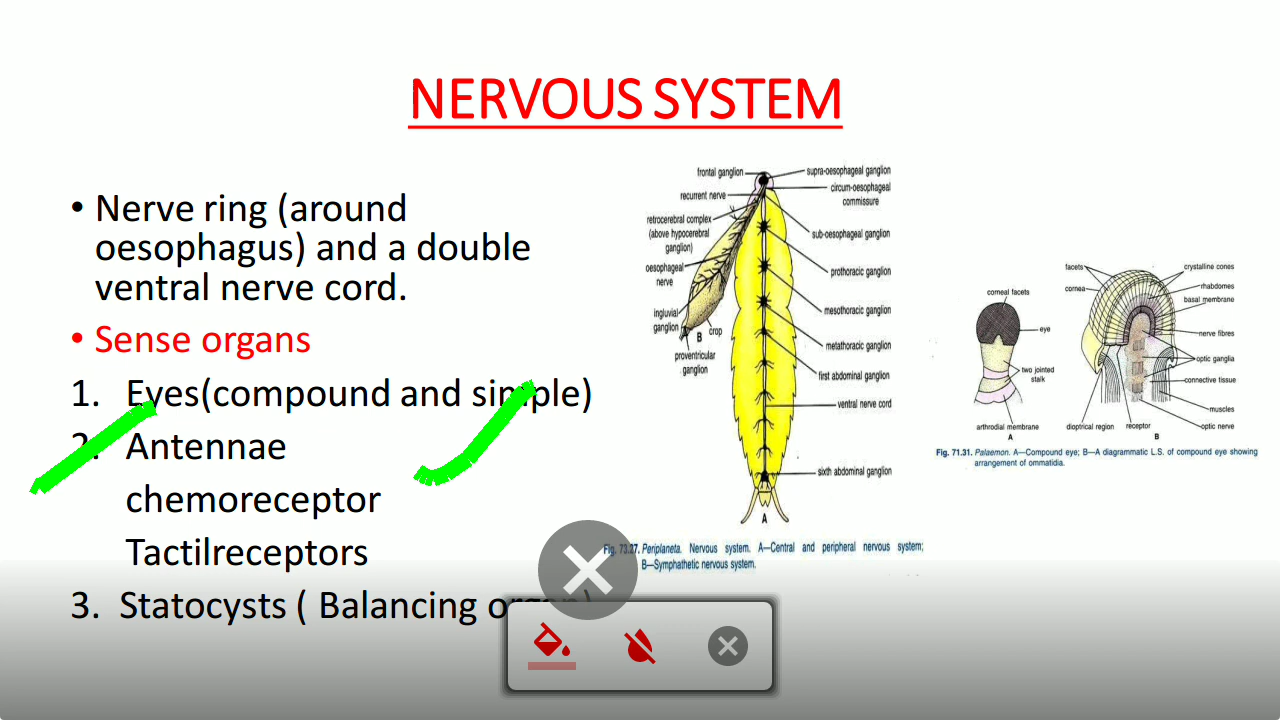 NERVOUS SYSTEM
• Nerve ring (around
oesophagus) and a double
ventral nerve cord.
• Sense organs
1. Eyes(compound and simple)
2. Antennae
chemoreceptor
Tactilreceptors
3. Statocysts ( Balancing organ)
frontal ganglion
recurrent nerve
retrocerebral complex
(above hypocerebral
ganglion)
oesophageal
nerve
ingluvial
ganglion
B
crop
proventricular
ganglion
supra-oesophageal ganglion
circum-oesophageal
commissure
sub-oesophageal ganglion
prothoracic ganglion
mesothoracic ganglion
metathoracic ganglion
first abdominal ganglion
ventral nerve cord
sixth abdominal ganglion
A
Fig. 73.27. Periplaneta. Nervous system. A—Central and peripheral nervous system;
B—Symphathetic nervous system.
corneal facets
eye
two jointed
stalk
arthrodial membrane
A
facets
cornea
crystalline cones
rhabdomes
basal membrane
nerve fibres
optic ganglia
connective tissue
muscles
optic nerve
dioptrical region
receptor
B
Fig. 71.31. Palaemon. A—Compound eye; B—A diagrammatic L.S. of compound eye showing
arrangement of ommatidia.